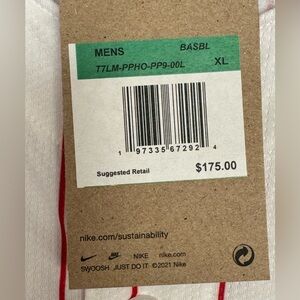 MENS BASBL
T7LM-PPHO-PP9-00L XL
1 97335 67292 4
Suggested Retail $175.00
nike.com/sustainability
NIKE nike.com
SWOOSH JUST DO IT ©2021 Nike